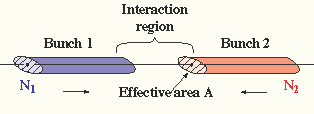 Interaction
region
Bunch 1
Bunch 2
N1
Effective area A
N2